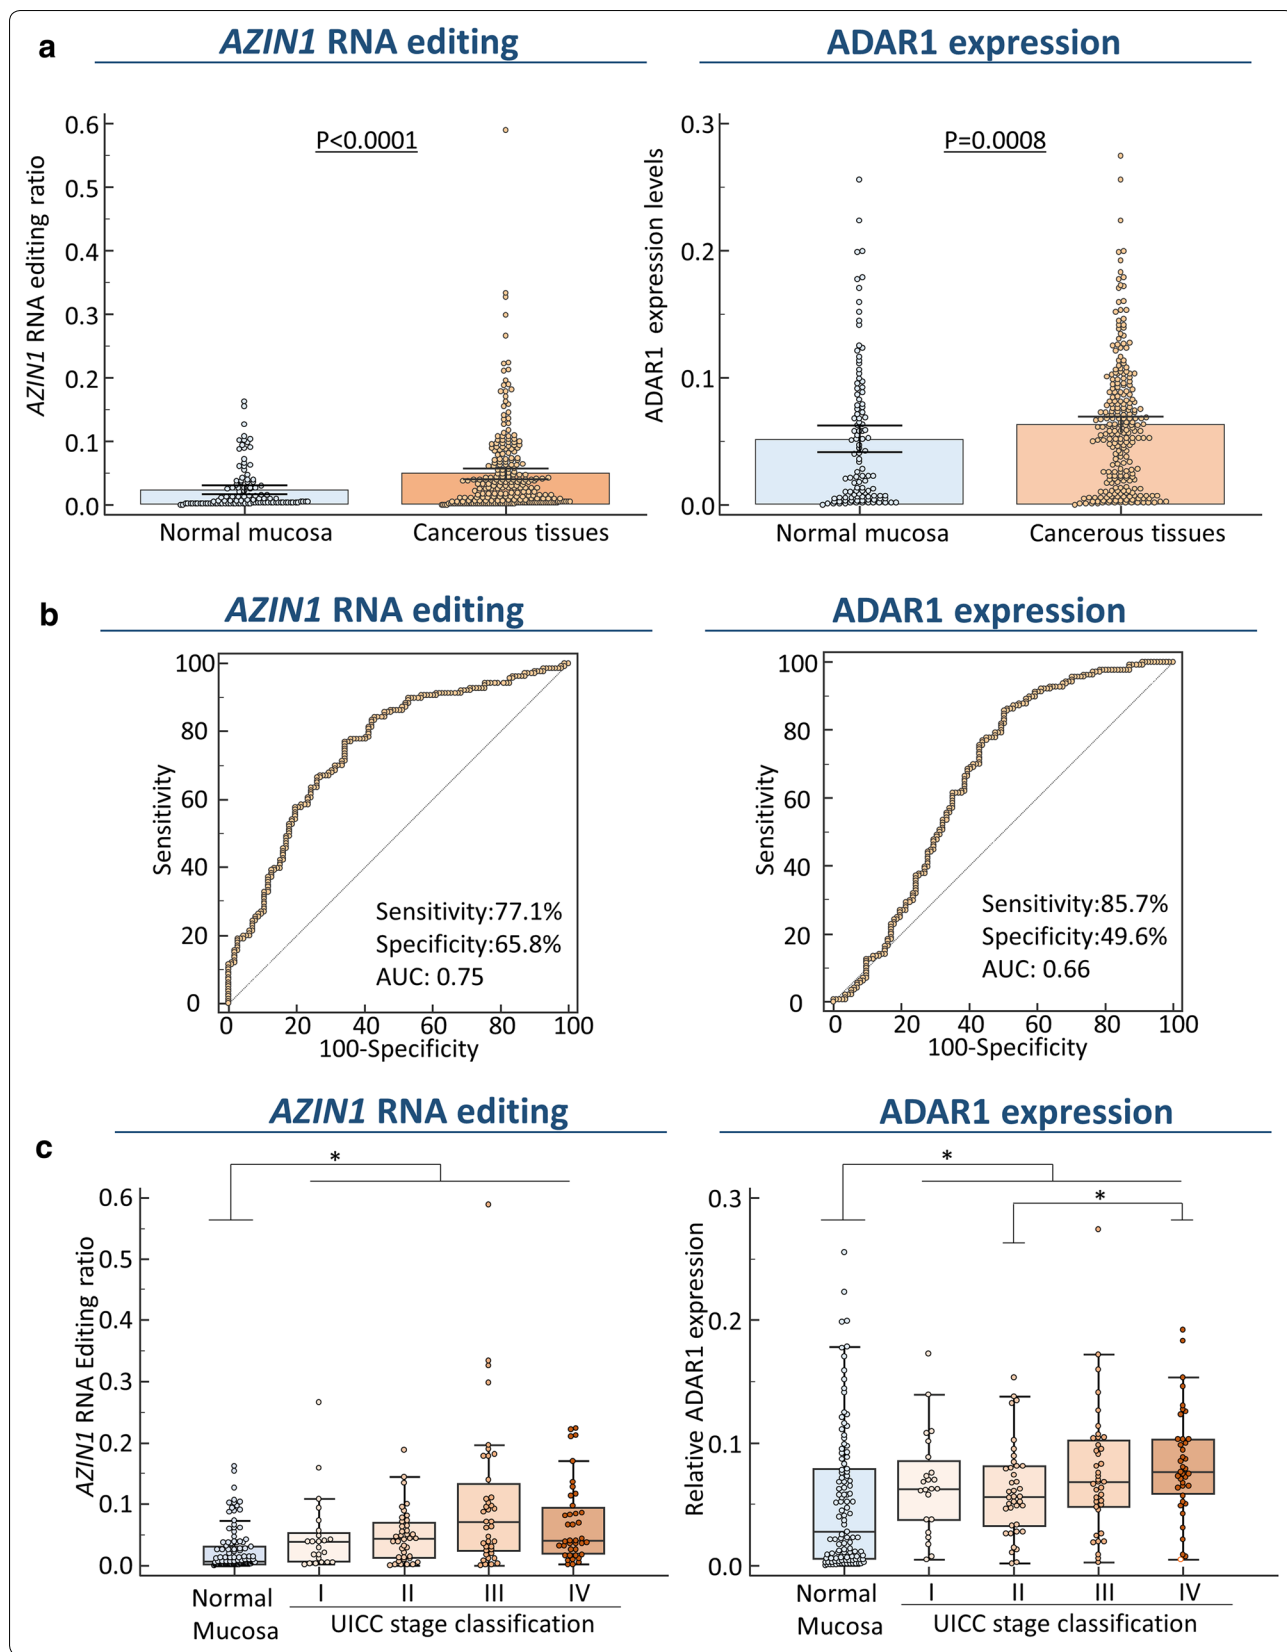 a
AZIN1 RNA editing
ADAR1 expression
AZIN1 RNA editing ratio
0.6
0.5
0.4
0.3
0.2
0.1
0.0
P<0.0001
Normal mucosa
Cancerous tissues
ADAR1 expression levels
0.3
0.2
0.1
0.0
P=0.0008
Normal mucosa
Cancerous tissues
b
AZIN1 RNA editing
ADAR1 expression
Sensitivity
100
80
60
40
20
0
Sensitivity:77.1%
Specificity:65.8%
AUC: 0.75
0 20 40 60 80 100
100-Specificity
Sensitivity
100
80
60
40
20
0
Sensitivity:85.7%
Specificity:49.6%
AUC: 0.66
0 20 40 60 80 100
100-Specificity
c
AZIN1 RNA editing
ADAR1 expression
*
AZIN1 RNA Editing ratio
0.6
0.5
0.4
0.3
0.2
0.1
0.0
Normal
Mucosa
I II III IV
UICC stage classification
*
*
Relative ADAR1 expression
0.3
0.2
0.1
0.0
Normal
Mucosa
I II III IV
UICC stage classification